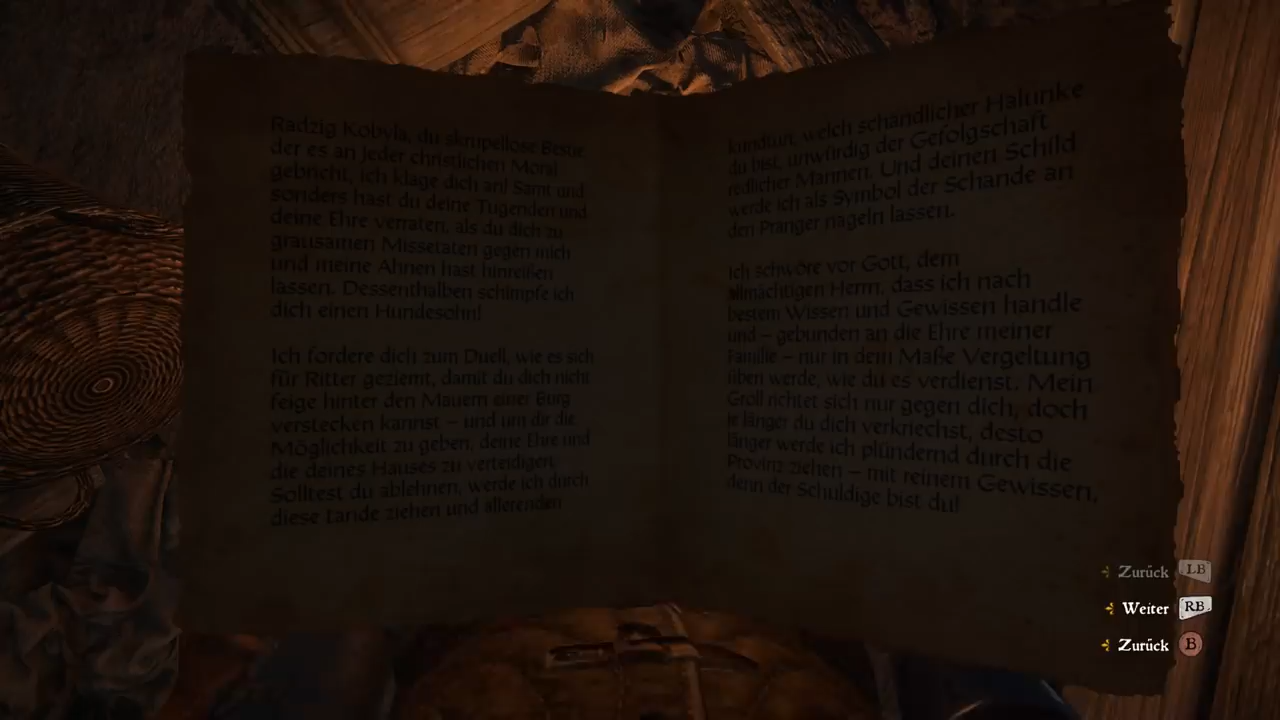 Radzig Kobyla, du skrupellose Bestie
der es an jeder christlichen Moral
gebricht, ich klage dich an! Samt und
sonders hast du deine Tugenden und
deine Ehre verraten, als du dich zu
grausamen Missetaten gegen mich
und meine Ahnen hast hinreißen
lassen. Dessenthalben schimpfe ich
dich einen Hundesohn!
Ich fordere dich zum Duell, wie es sich
für Ritter geziemt, damit du dich nicht
feige hinter den Mauern einer Burg
verstecken kannst – und um dir die
Möglichkeit zu geben, deine Ehre und
die deines Hauses zu verteidigen.
Solltest du ablehnen, werde ich durch
diese Lande ziehen und allerenden
kundtun, welch schändlicher Halunke
du bist, unwürdig der Gefolgschaft
redlicher Mannen. Und deinen Schild
werde ich als Symbol der Schande an
den Pranger nageln lassen.
Ich schwöre vor Gott, dem
allmächtigen Herrn, dass ich nach
bestem Wissen und Gewissen handle
und – gebunden an die Ehre meiner
Familie – nur in dem Maße Vergeltung
üben werde, wie du es verdienst. Mein
Groll richtet sich nur gegen dich, doch
je länger du dich verkriechst, desto
länger werde ich plündernd durch die
Provinz ziehen – mit reinem Gewissen,
denn der Schuldige bist du!
Zurück LB
Weiter RB
Zurück B